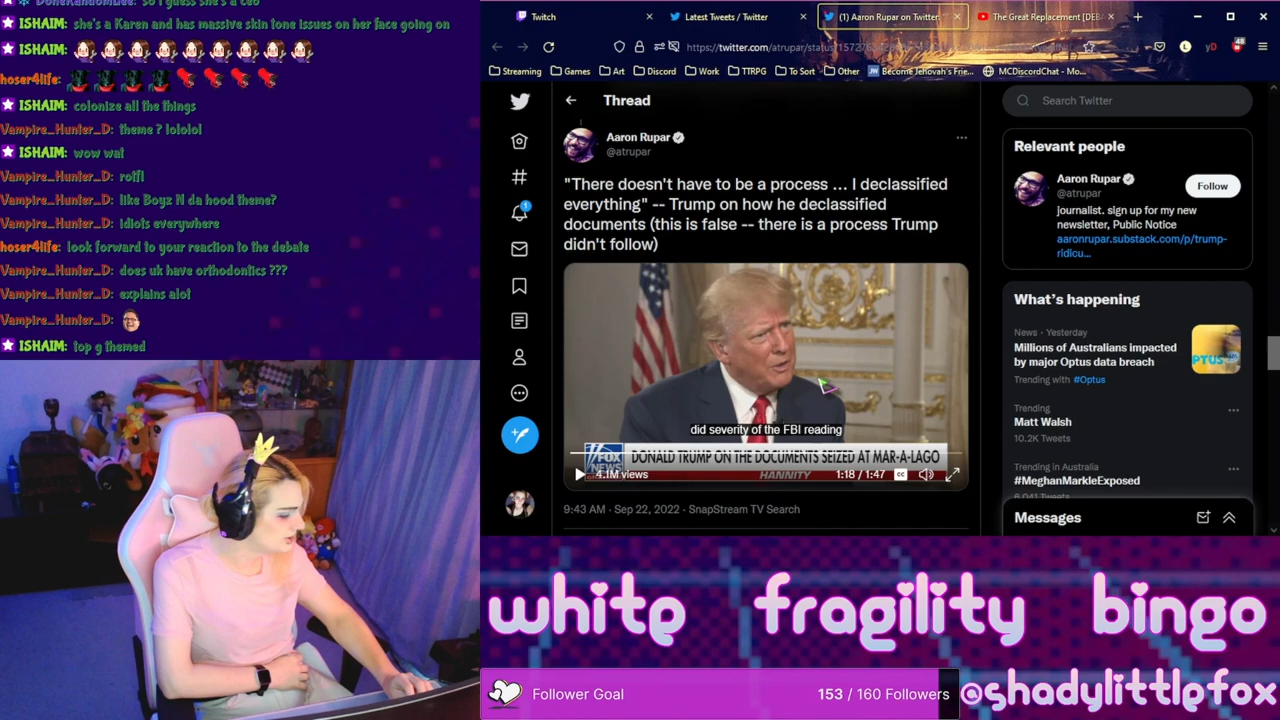 ISHAIM: she's a Karen and has massive skin tone issues on her face going on
ISHAIM:
hoser4life:
ISHAIM: colonize all the things
Vampire_Hunter_D: theme ? lololol
ISHAIM: wow wat
Vampire_Hunter_D: rotfl
Vampire_Hunter_D: like Boyz N da hood theme?
Vampire_Hunter_D: idiots everywhere
hoser4life: look forward to your reaction to the debate
Vampire_Hunter_D: does uk have orthodontics ???
Vampire_Hunter_D: explains alot
Vampire_Hunter_D:
ISHAIM: top g themed
Twitch
Latest Tweets / Twitter
(1) Aaron Rupar on Twitter:
The Great Replacement [DEB
https://twitter.com/atrupar/status/
48
Streaming
Games
Art
Discord
Work
TTRPG
To Sort
Other
Become Jehovah's Frie...
MCDiscordChat - Mo...
Thread
Aaron Rupar
@atrupar
"There doesn't have to be a process ... I declassified
everything" -- Trump on how he declassified
documents (this is false -- there is a process Trump
didn't follow)
did severity of the FBI reading
FOX
NEWS
DONALD TRUMP ON THE DOCUMENTS SEIZED AT MAR-A-LAGO
HANNITY
4.1M views
1:18 / 1:47
9:43 AM · Sep 22, 2022 · SnapStream TV Search
1
Search Twitter
Relevant people
Aaron Rupar
@atrupar
Follow
journalist. sign up for my new
newsletter, Public Notice
aaronrupar.substack.com/p/trump-
ridicu...
What's happening
News · Yesterday
Millions of Australians impacted
by major Optus data breach
Trending with #Optus
Trending
Matt Walsh
10.2K Tweets
Trending in Australia
#MeghanMarkleExposed
Messages
white fragility bingo
Follower Goal
153 / 160 Followers
@shadylittlefox